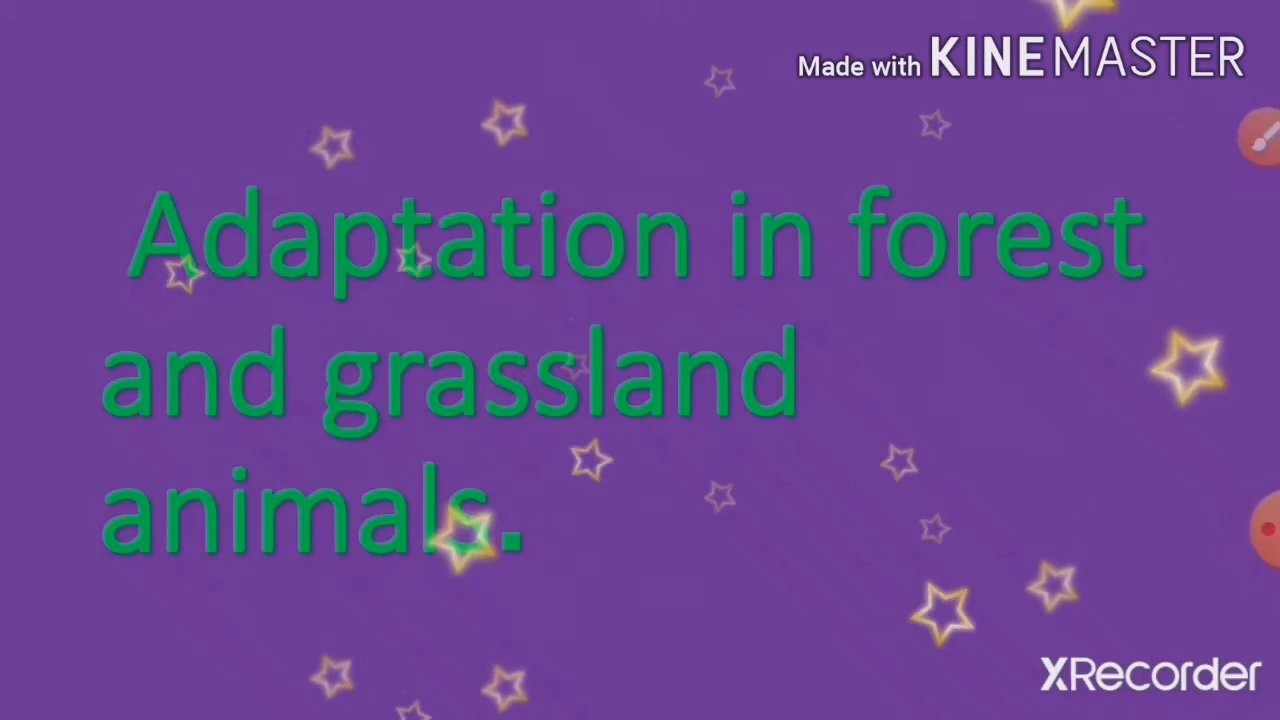 Made with KINEMASTER
Adaptation in forest
and grassland
animals.
XRecorder